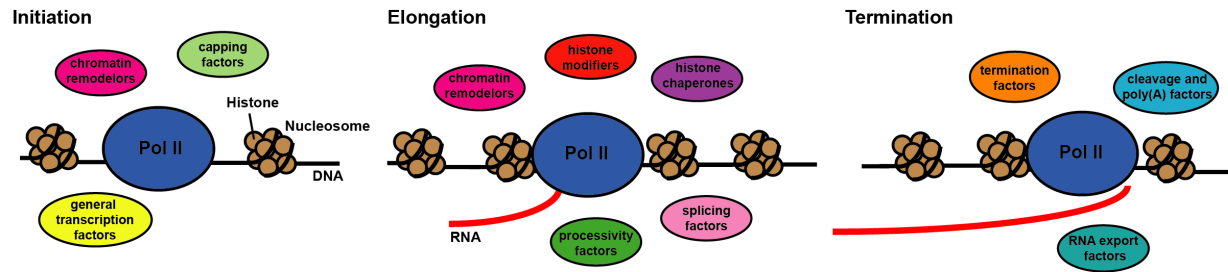 Initiation
chromatin
remodelors
capping
factors
Histone
Nucleosome
Pol II
DNA
general
transcription
factors
Elongation
chromatin
remodelors
histone
modifiers
histone
chaperones
Pol II
RNA
processivity
factors
splicing
factors
Termination
termination
factors
cleavage and
poly(A) factors
Pol II
RNA export
factors